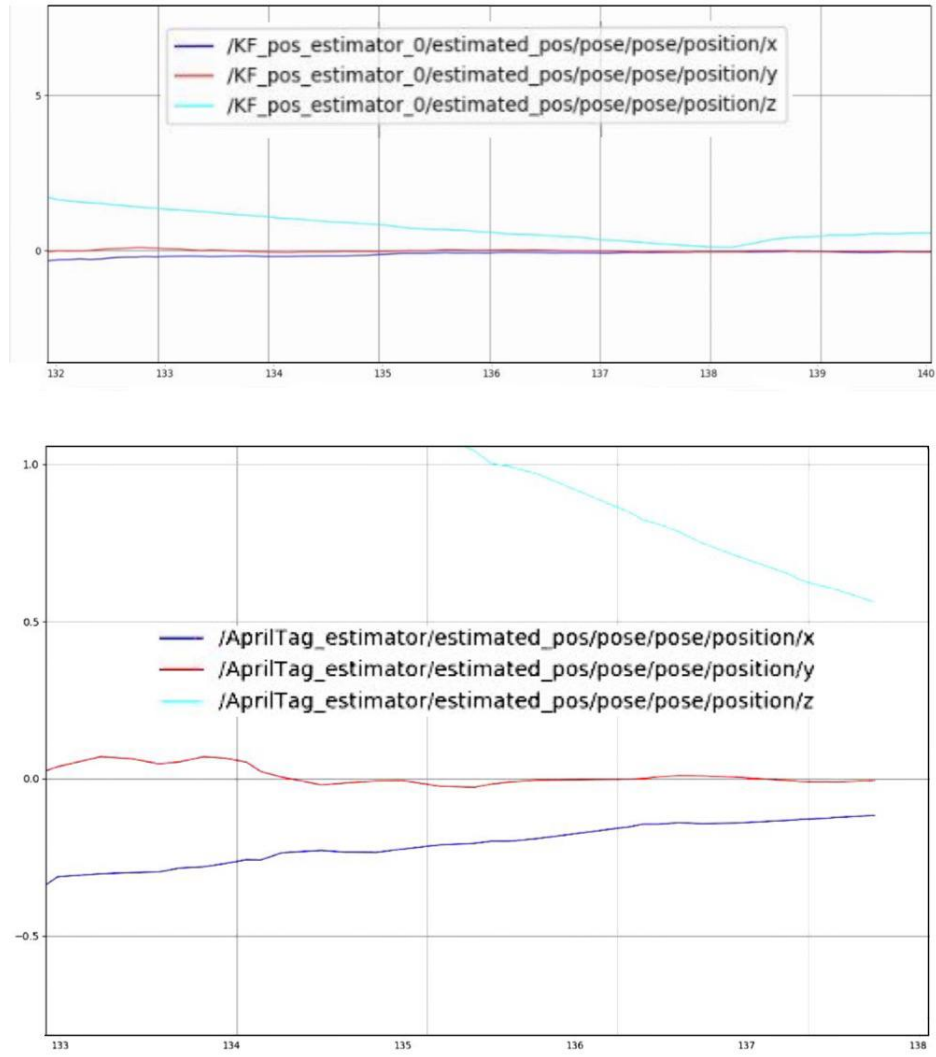 /KF_pos_estimator_0/estimated_pos/pose/pose/position/x
/KF_pos_estimator_0/estimated_pos/pose/pose/position/y
/KF_pos_estimator_0/estimated_pos/pose/pose/position/z
5
0
132 133 134 135 136 137 138 139 140
1.0
0.5
/AprilTag_estimator/estimated_pos/pose/pose/position/x
/AprilTag_estimator/estimated_pos/pose/pose/position/y
/AprilTag_estimator/estimated_pos/pose/pose/position/z
0.0
−0.5
133 134 135 136 137 138